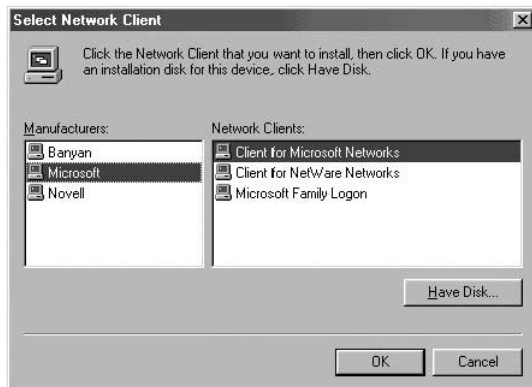 Select Network Client
Click the Network Client that you want to install, then click OK. If you have
an installation disk for this device, click Have Disk.
Manufacturers:
Banyan
Microsoft
Novell
Network Clients:
Client for Microsoft Networks
Client for NetWare Networks
Microsoft Family Logon
Have Disk...
OK
Cancel